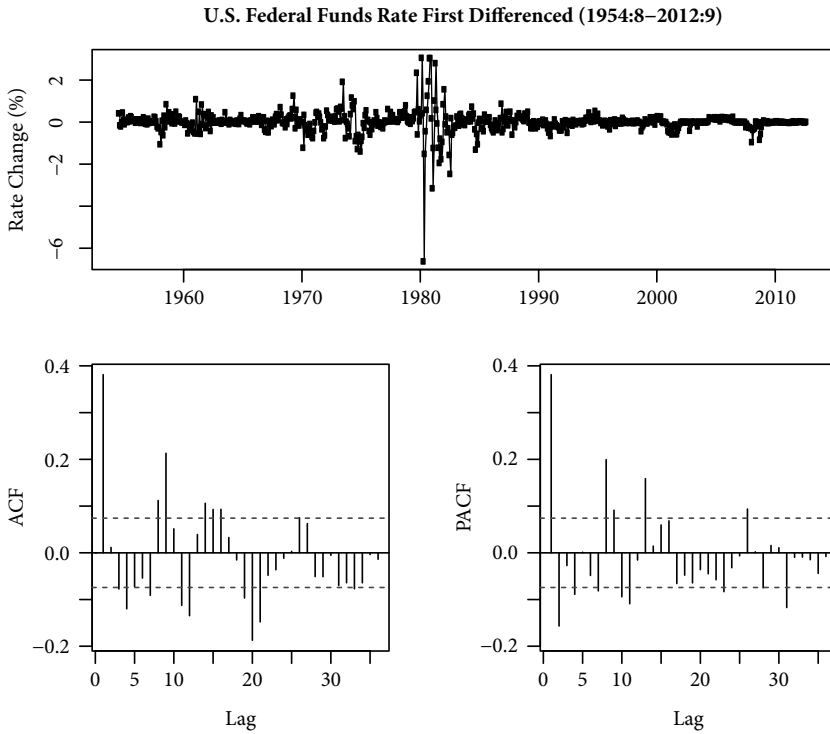 U.S. Federal Funds Rate First Differenced (1954:8–2012:9)
Rate Change (%)
2
0
−2
−6
1960 1970 1980 1990 2000 2010
ACF
0.4
0.2
0.0
−0.2
0 5 10 20 30
Lag
PACF
0.4
0.2
0.0
−0.2
0 5 10 20 30
Lag